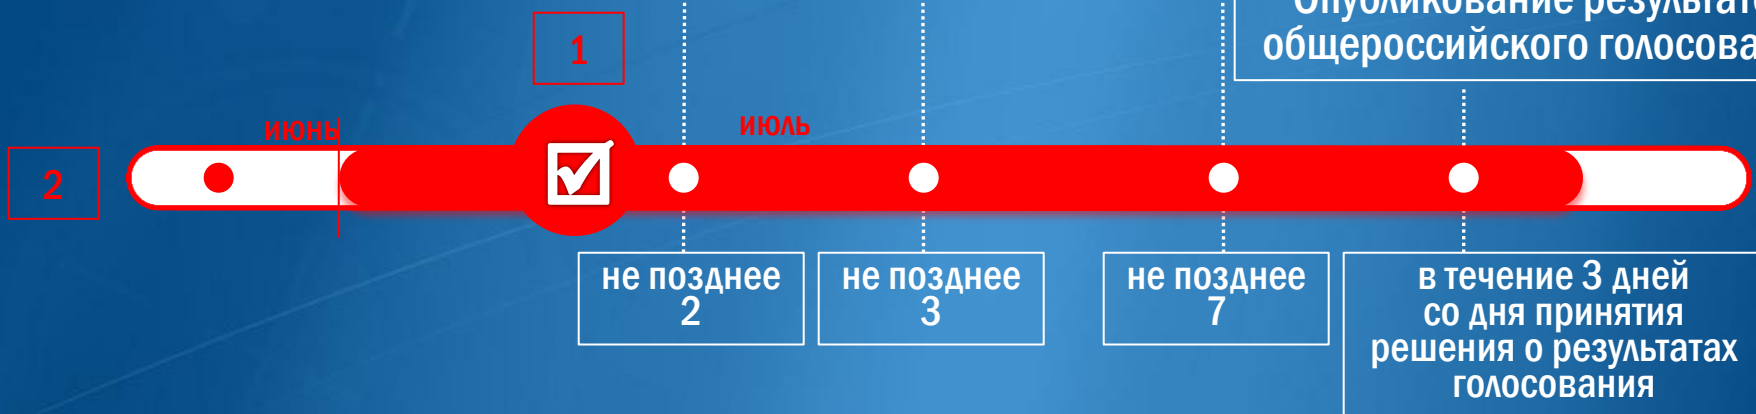 общероссийского
1
июнь
июль
2
не позднее
2
не позднее
3
не позднее
7
в течение 3 дней
со дня принятия
решения о результатах
голосования